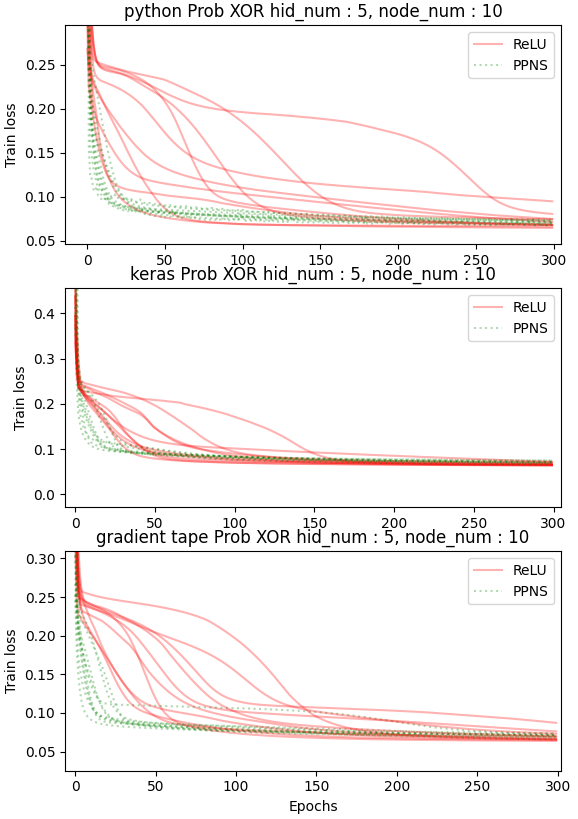 python Prob XOR hid_num : 5, node_num : 10
ReLU
PPNS
Train loss
0.25
0.20
0.15
0.10
0.05
0 50 100 150 200 250 300
keras Prob XOR hid_num : 5, node_num : 10
ReLU
PPNS
Train loss
0.4
0.3
0.2
0.1
0.0
0 50 100 150 200 250 300
gradient tape Prob XOR hid_num : 5, node_num : 10
ReLU
PPNS
Train loss
0.30
0.25
0.20
0.15
0.10
0.05
0 50 100 150 200 250 300
Epochs